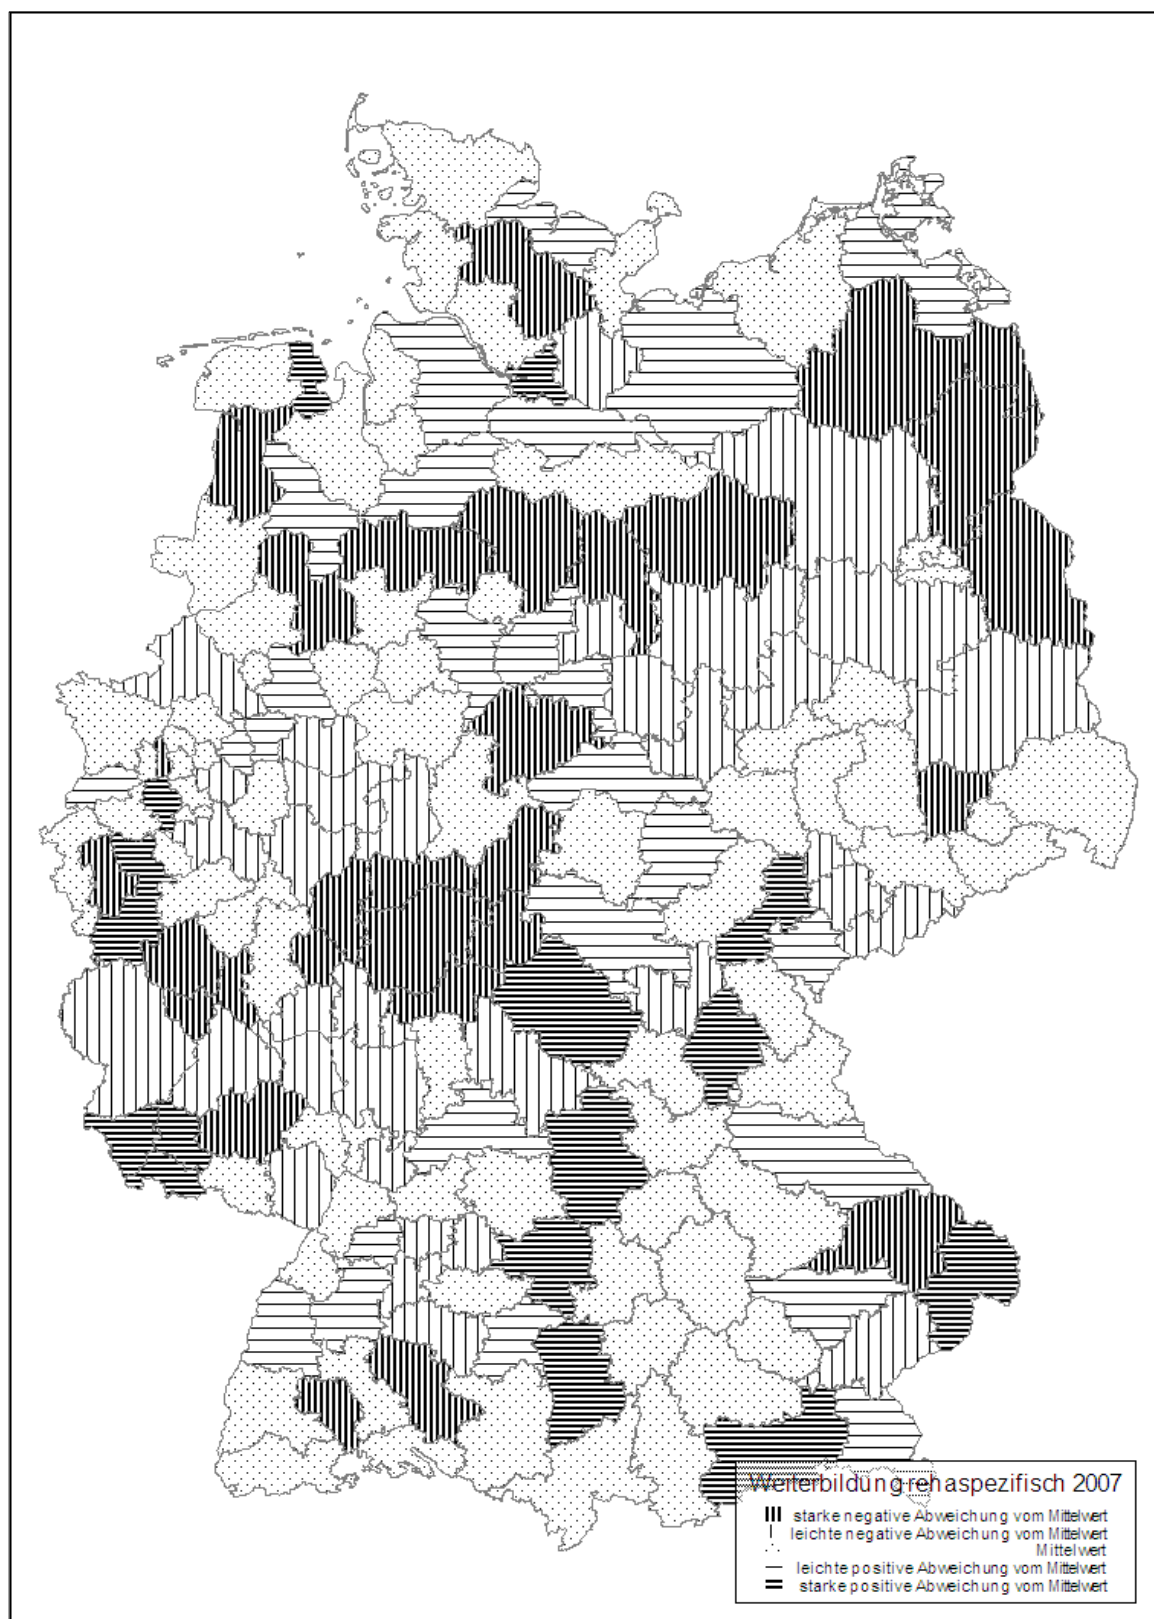 Weiterbildung rehaspezifisch 2007
starke negative Abweichung vom Mittelwert
leichte negative Abweichung vom Mittelwert
Mittelwert
leichte positive Abweichung vom Mittelwert
starke positive Abweichung vom Mittelwert